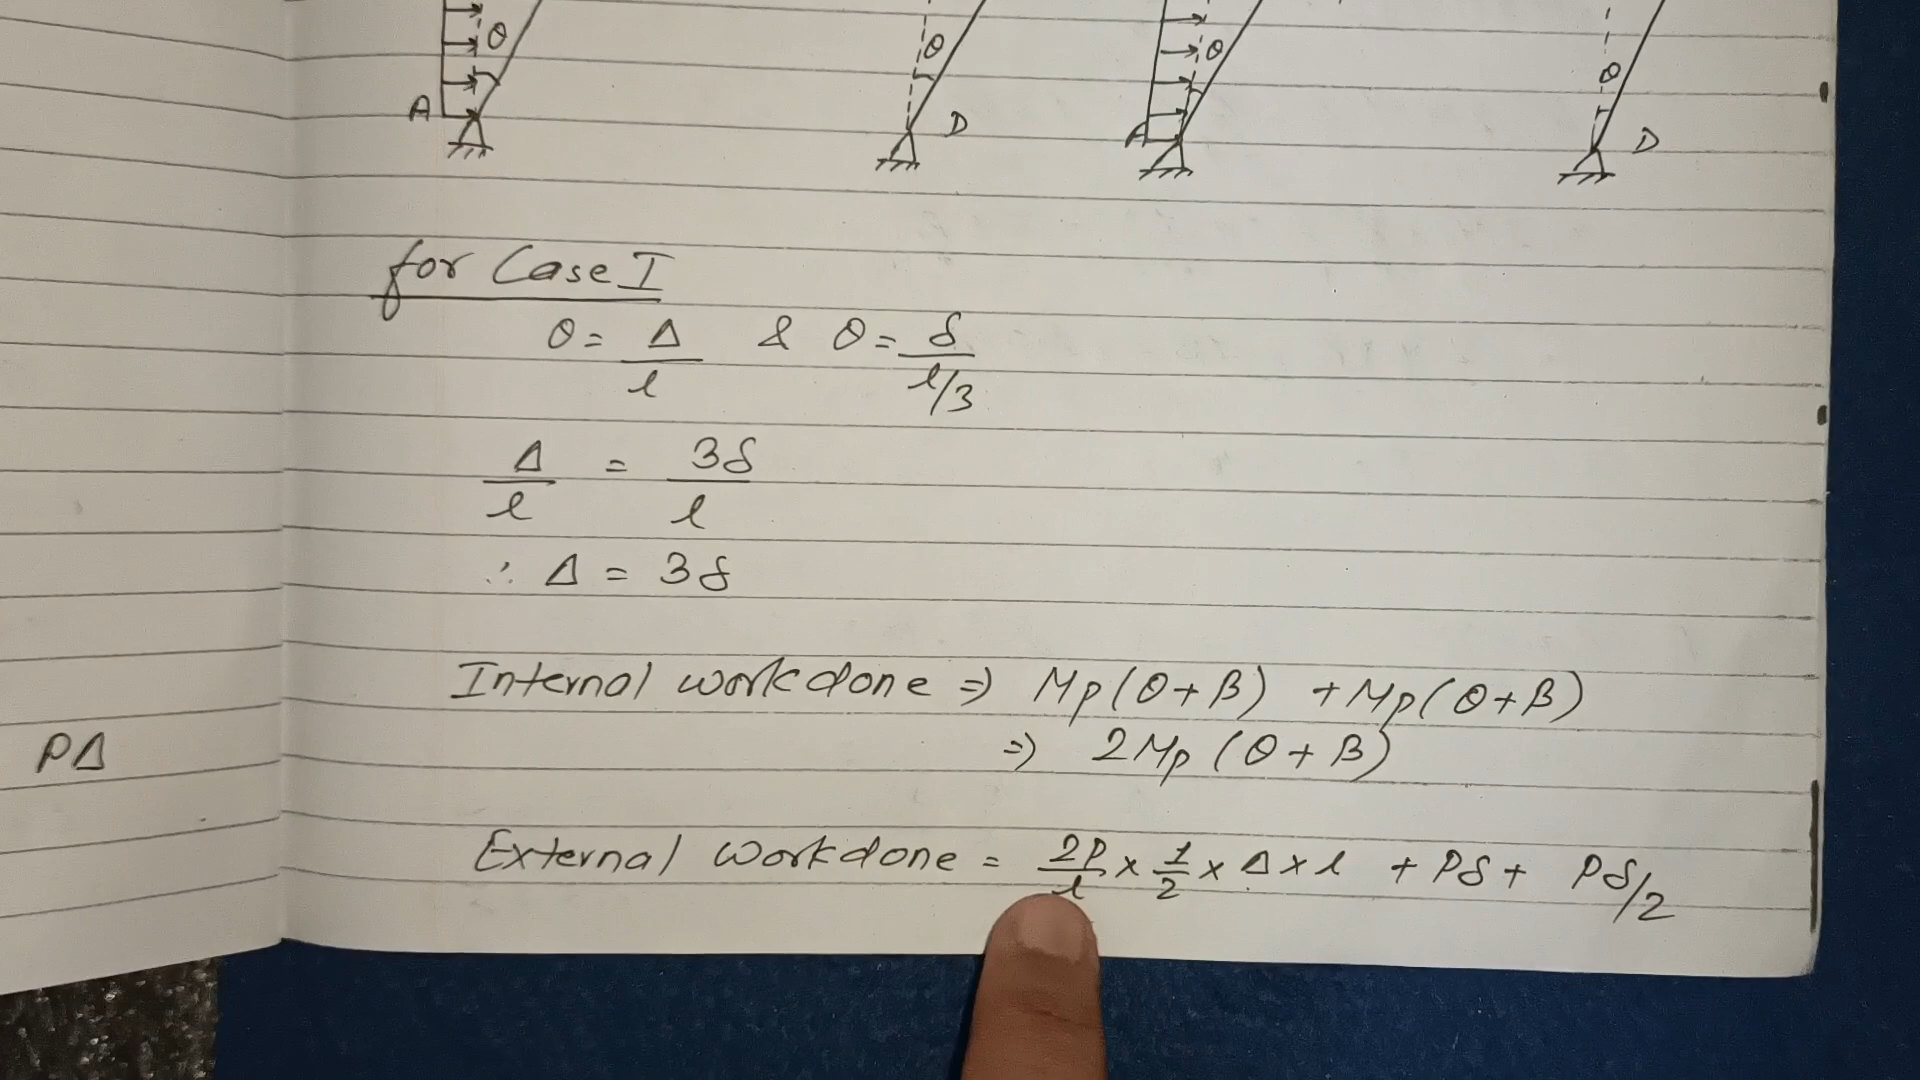 θ θ θ θ
A D A D
for Case I
θ = Δ/l & θ = δ/(l/3)
Δ/l = 3δ/l
∴ Δ = 3δ
Internal workdone ⇒ Mp(θ+β) + Mp(θ+β)
⇒ 2Mp(θ+β)
PΔ
External workdone = 2P/l × 1/2 × Δ × l + Pδ + Pδ/2